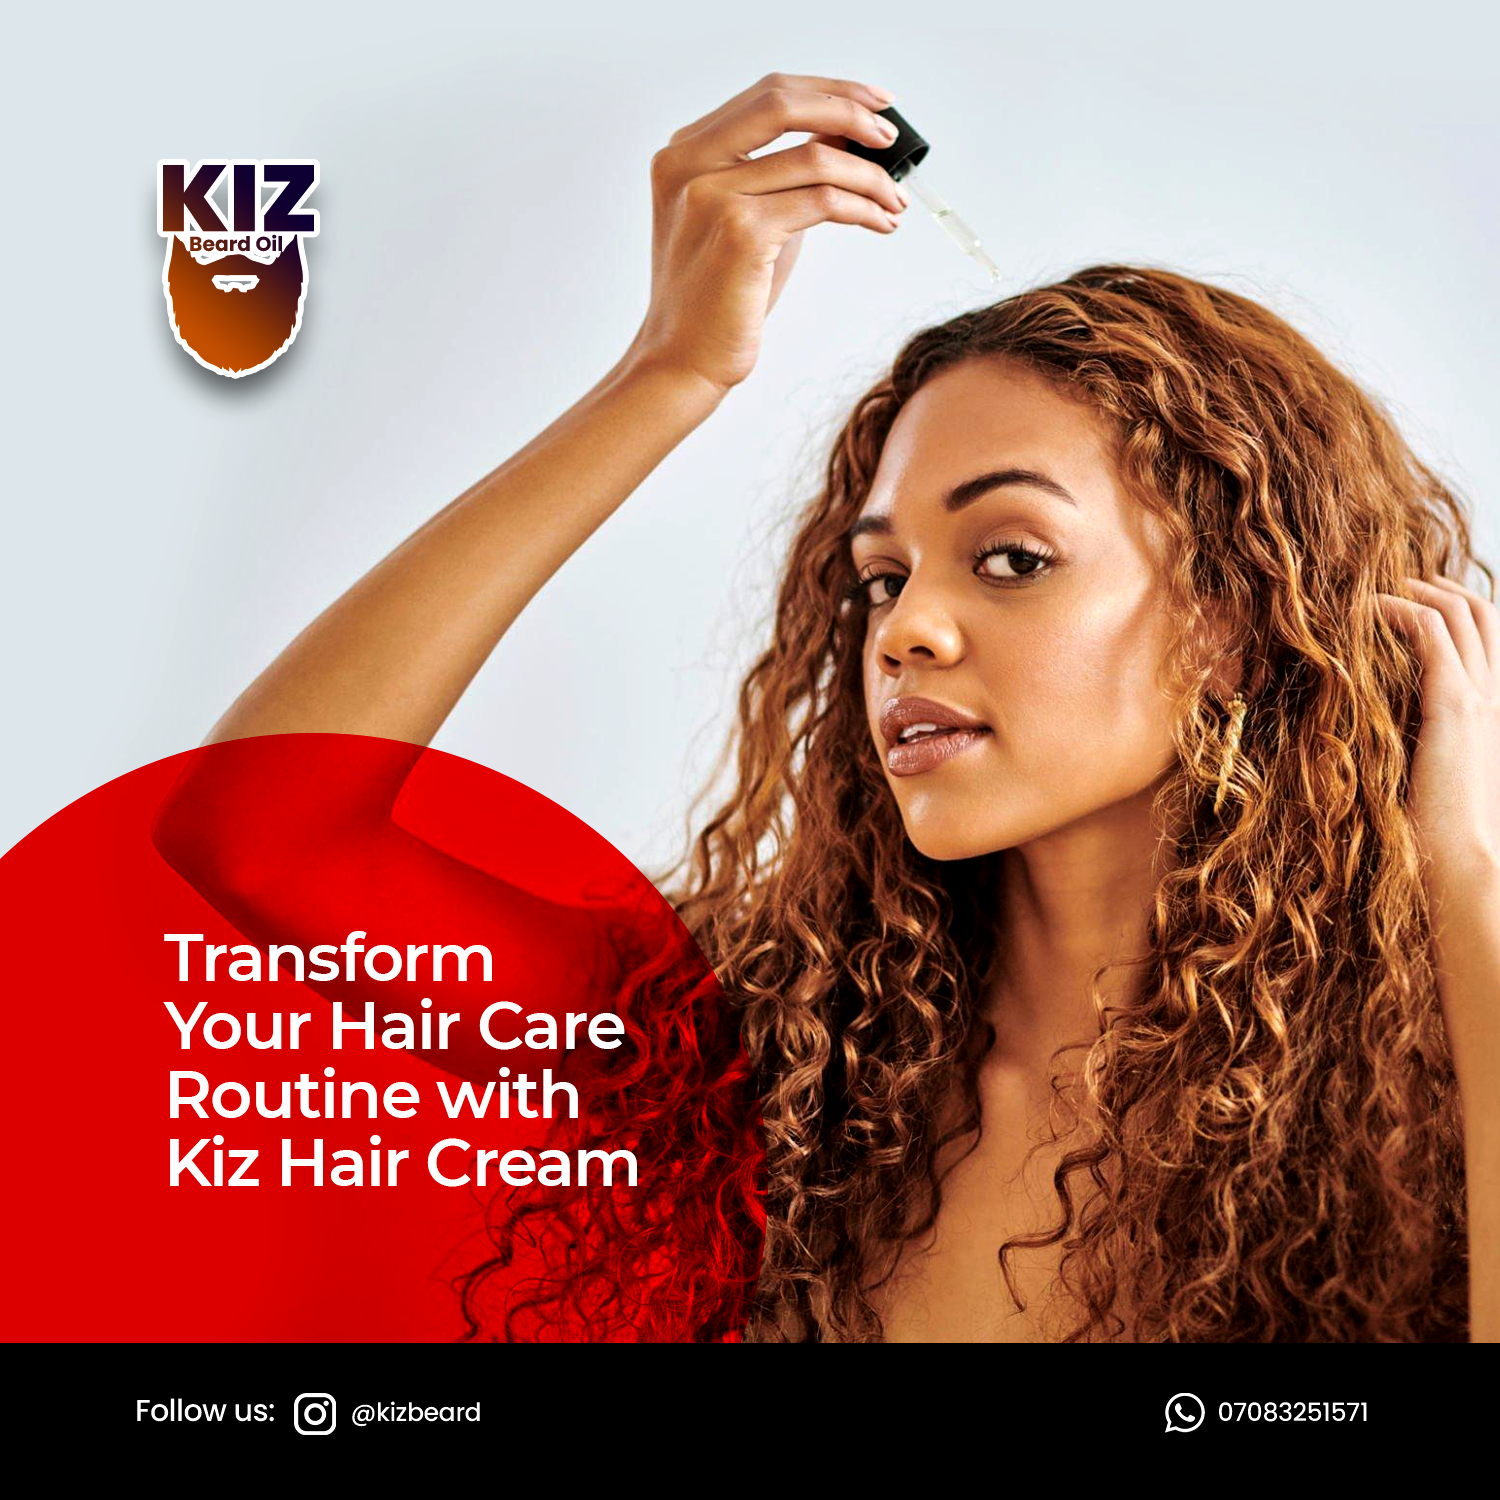 KIZ
Beard Oil
Transform
Your Hair Care
Routine with
Kiz Hair Cream
Follow us: @kizbeard
07083251571